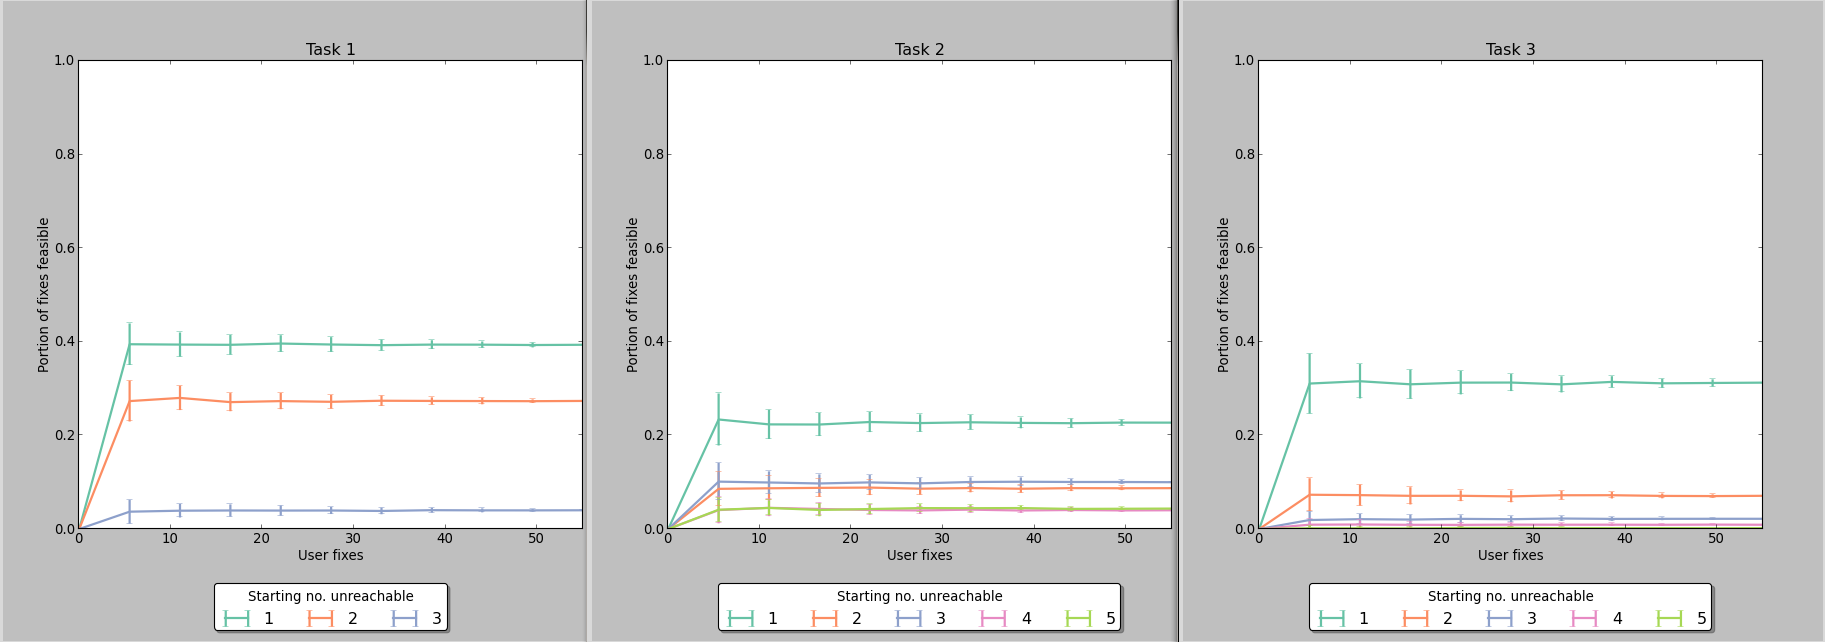 Task 1
1.0
0.8
0.6
0.4
0.2
0.0
Portion of fixes feasible
0 10 20 30 40 50
User fixes
Starting no. unreachable
1 2 3
Task 2
1.0
0.8
0.6
0.4
0.2
0.0
Portion of fixes feasible
0 10 20 30 40 50
User fixes
Starting no. unreachable
1 2 3 4 5
Task 3
1.0
0.8
0.6
0.4
0.2
0.0
Portion of fixes feasible
0 10 20 30 40 50
User fixes
Starting no. unreachable
1 2 3 4 5